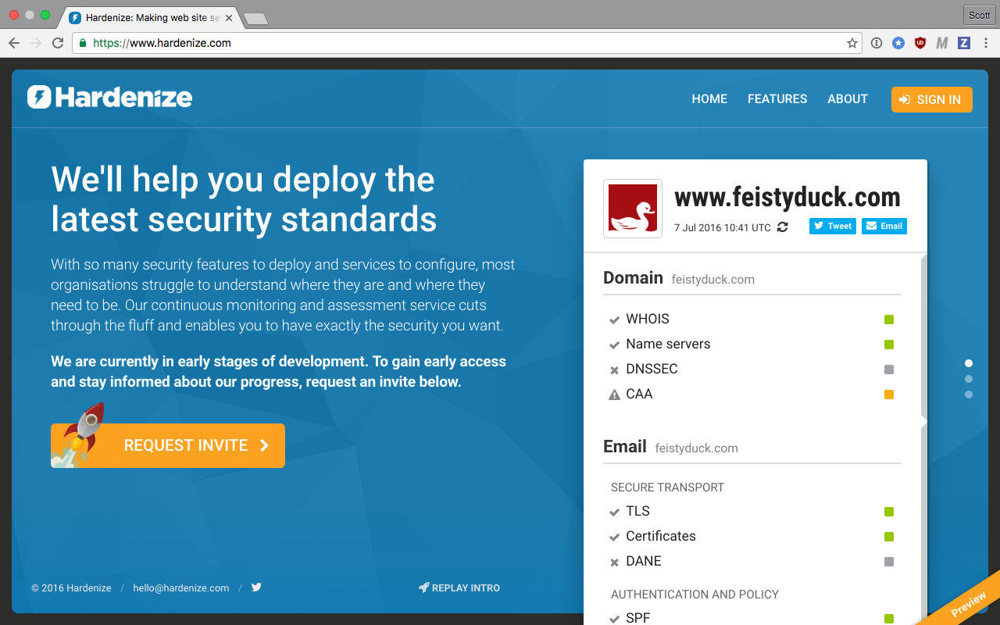 Hardenize: Making web site se
Scott
https://www.hardenize.com
Hardenize
HOME FEATURES ABOUT SIGN IN
We'll help you deploy the
latest security standards
With so many security features to deploy and services to configure, most
organisations struggle to understand where they are and where they
need to be. Our continuous monitoring and assessment service cuts
through the fluff and enables you to have exactly the security you want.
We are currently in early stages of development. To gain early access
and stay informed about our progress, request an invite below.
REQUEST INVITE
© 2016 Hardenize / hello@hardenize.com /
REPLAY INTRO
www.feistyduck.com
7 Jul 2016 10:41 UTC Tweet Email
Domain feistyduck.com
WHOIS
Name servers
DNSSEC
CAA
Email feistyduck.com
SECURE TRANSPORT
TLS
Certificates
DANE
AUTHENTICATION AND POLICY
SPF
Preview